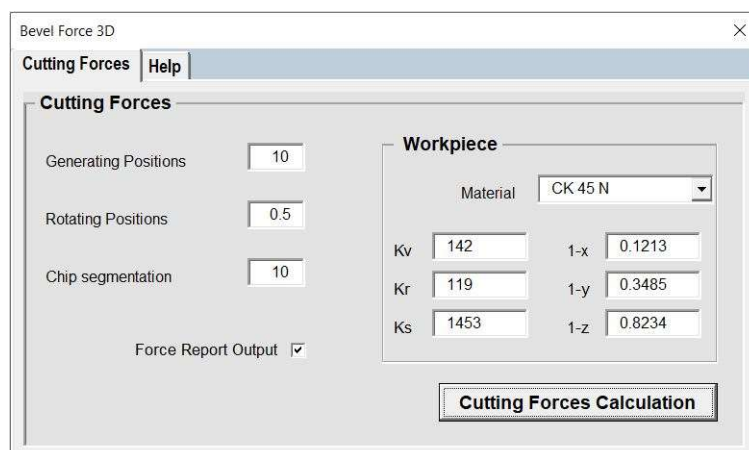 Bevel Force 3D
Cutting Forces Help
Cutting Forces
Generating Positions 10
Rotating Positions 0.5
Chip segmentation 10
Force Report Output
Workpiece
Material CK 45 N
Kv 142 1-x 0.1213
Kr 119 1-y 0.3485
Ks 1453 1-z 0.8234
Cutting Forces Calculation